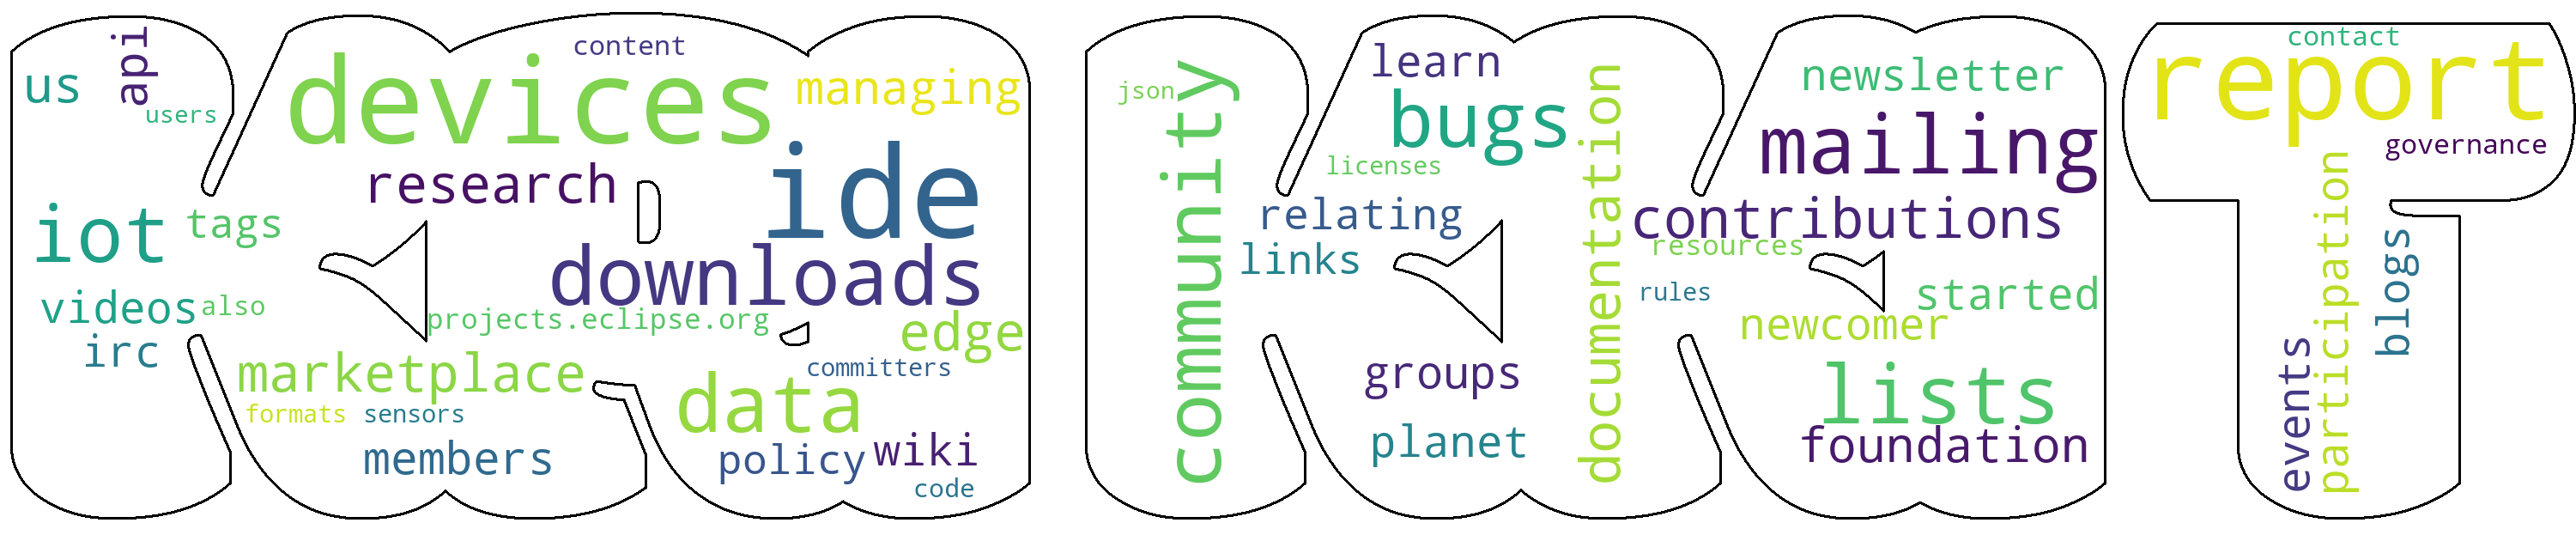 us
api
users
iot
tags
videos
also
irc
devices
content
managing
research
ide
downloads
projects.eclipse.org
edge
marketplace
committers
formats
sensors
data
members
policy
wiki
code
json
community
learn
bugs
licenses
relating
links
groups
planet
documentation
newsletter
mailing
contributions
resources
rules
started
newcomer
lists
foundation
contact
report
governance
participation
blogs
events